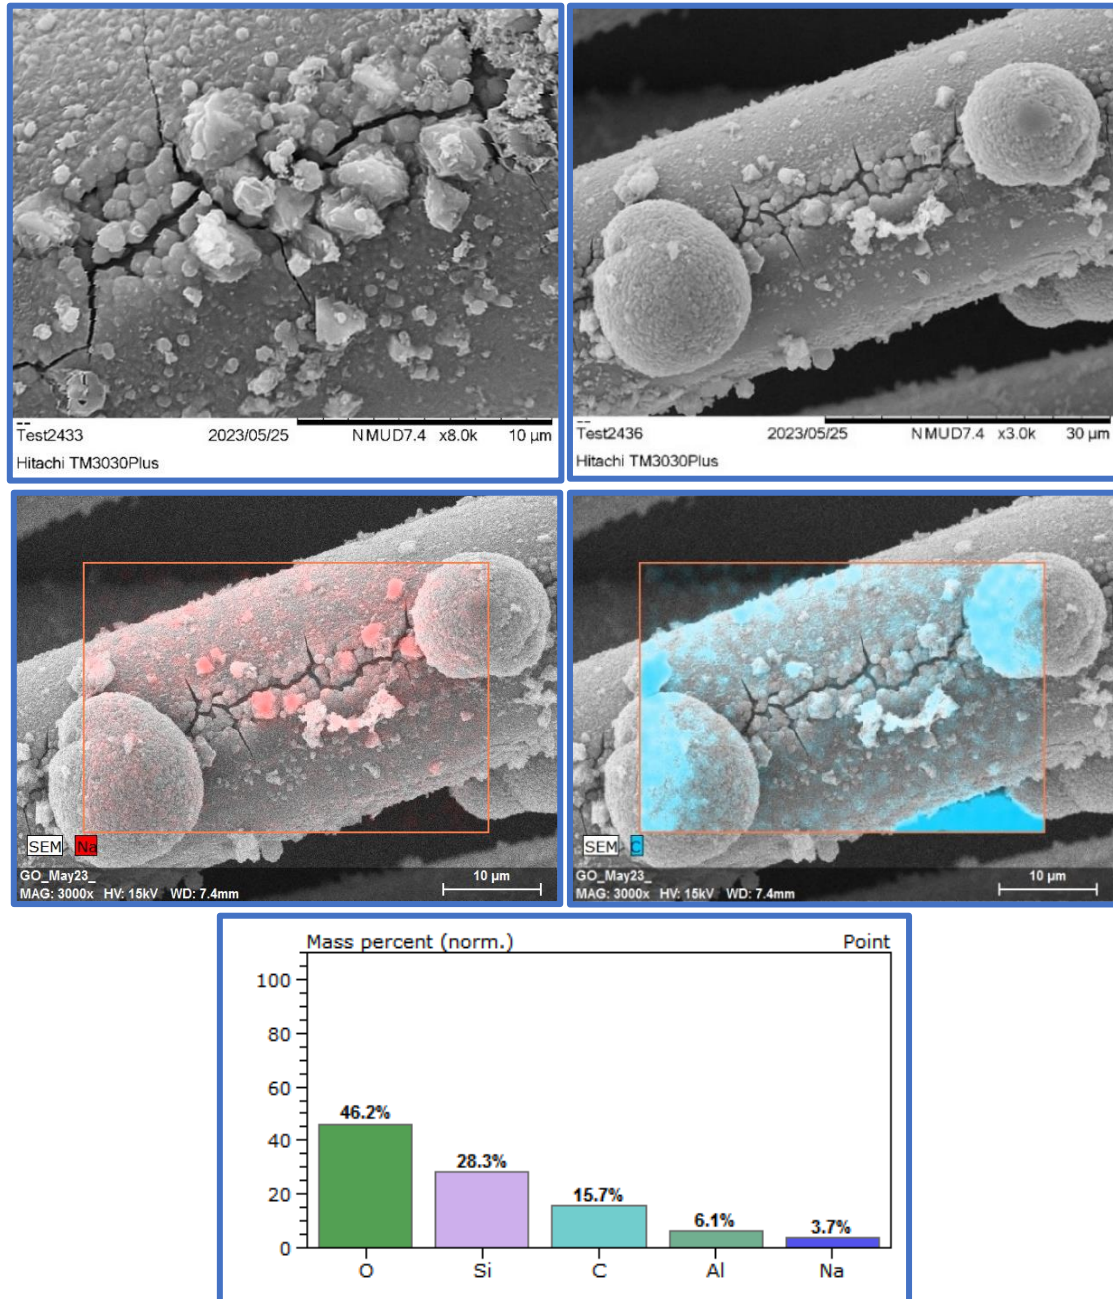 Test2433 2023/05/25 NMUD7.4 x8.0k 10 µm
Hitachi TM3030Plus
Test2436 2023/05/25 NMUD7.4 x3.0k 30 µm
Hitachi TM3030Plus
SEM Na
GO_May23_
MAG: 3000x HV: 15kV WD: 7.4mm
10 µm
SEM C
GO_May23_
MAG: 3000x HV: 15kV WD: 7.4mm
10 µm
Mass percent (norm.) Point
100
80
60
40
20
0
46.2%
28.3%
15.7%
6.1%
3.7%
O Si C Al Na